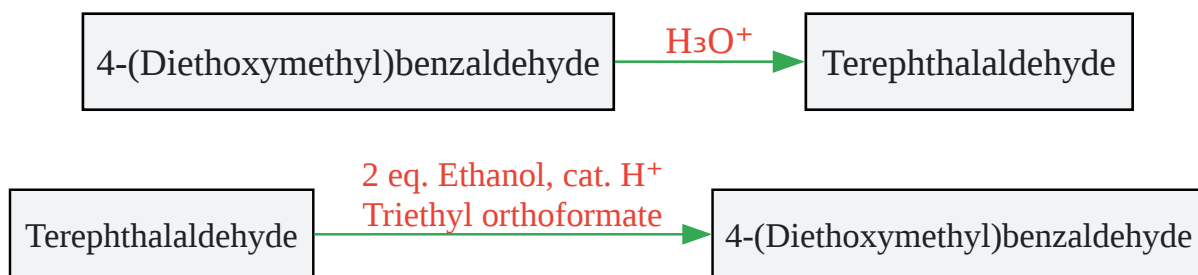 4-(Diethoxymethyl)benzaldehyde
H₃O⁺
Terephthalaldehyde
2 eq. Ethanol, cat. H⁺
Triethyl orthoformate
Terephthalaldehyde
4-(Diethoxymethyl)benzaldehyde